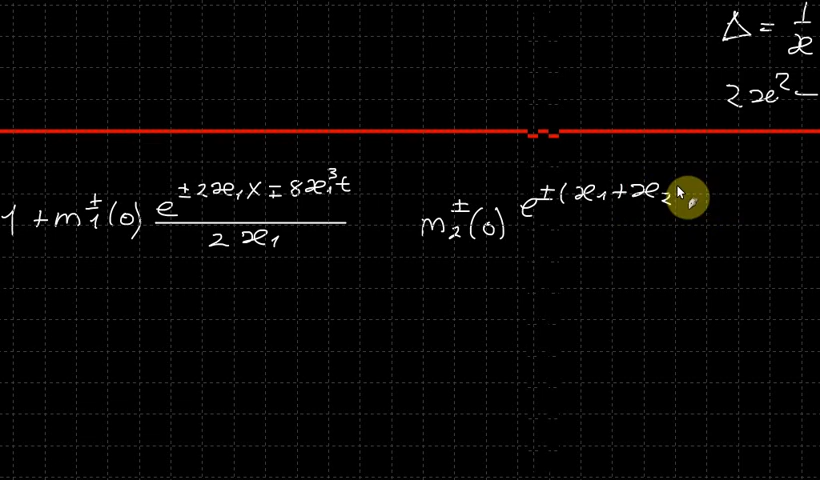 Δ = 1/æ
2æ² -
1 + m₁^±(0) e^(±2æ₁x ∓ 8æ₁³t)/(2æ₁)    m₂^±(0) e^(±(æ₁+æ₂